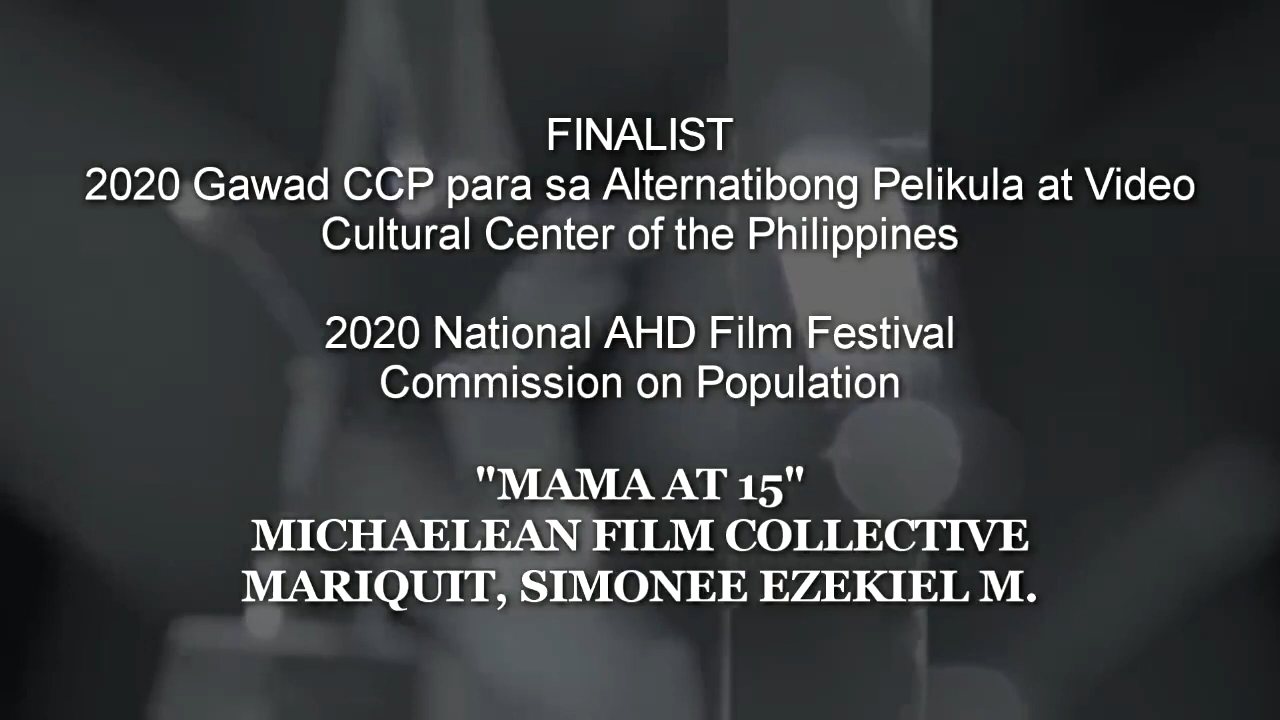 FINALIST
2020 Gawad CCP para sa Alternatibong Pelikula at Video
Cultural Center of the Philippines
2020 National AHD Film Festival
Commission on Population
"MAMA AT 15"
MICHAELEAN FILM COLLECTIVE
MARIQUIT, SIMONEE EZEKIEL M.